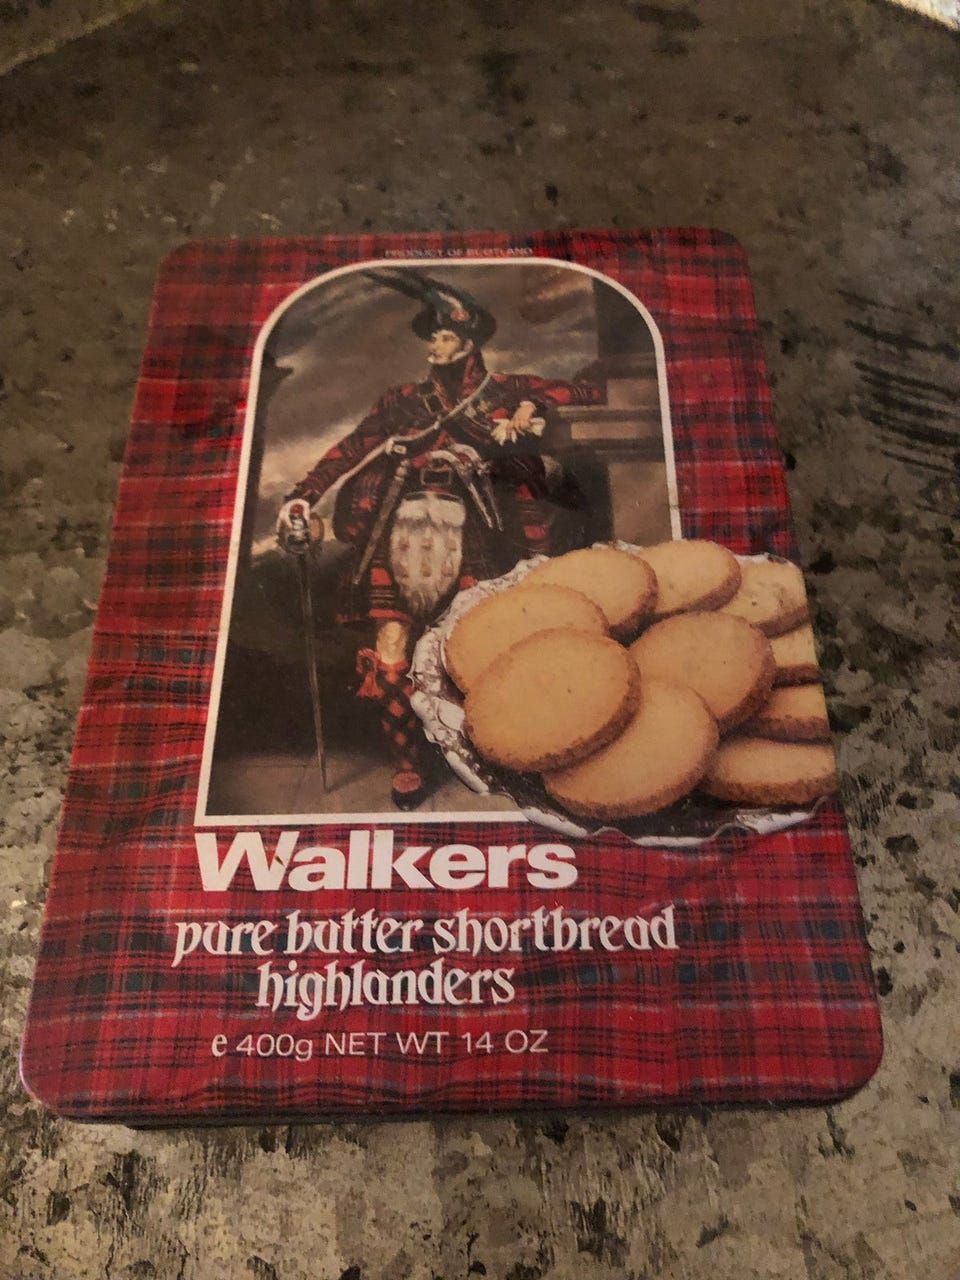 PRODUCT OF SCOTLAND
Walkers
pure butter shortbread
highlanders
e 400g NET WT 14 OZ